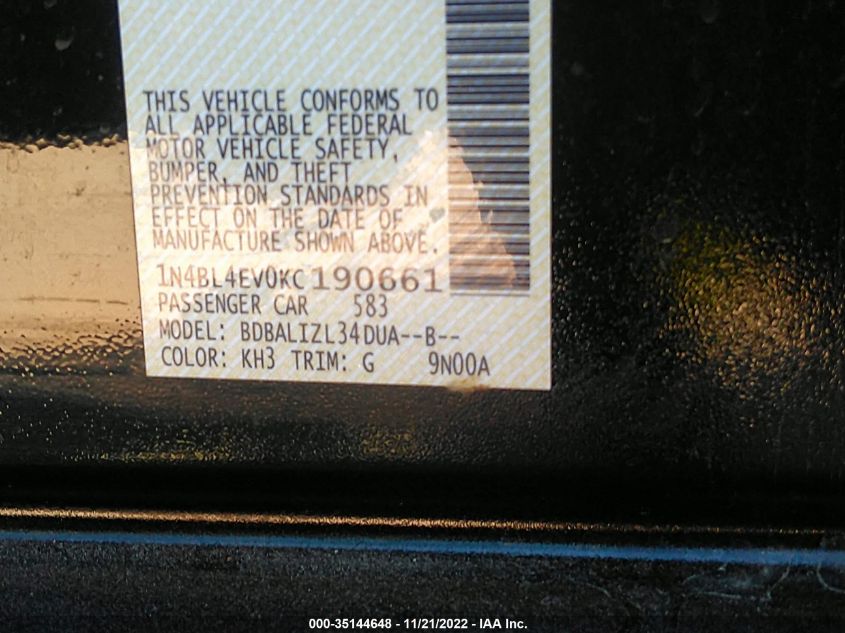 THIS VEHICLE CONFORMS TO
ALL APPLICABLE FEDERAL
MOTOR VEHICLE SAFETY,
BUMPER, AND THEFT
PREVENTION STANDARDS IN
EFFECT ON THE DATE OF
MANUFACTURE SHOWN ABOVE.
1N4BL4EV0KC190661
PASSENGER CAR 583
MODEL: BDBALIZL34DUA--B--
COLOR: KH3 TRIM: G 9N00A
000-35144648 - 11/21/2022 - IAA Inc.